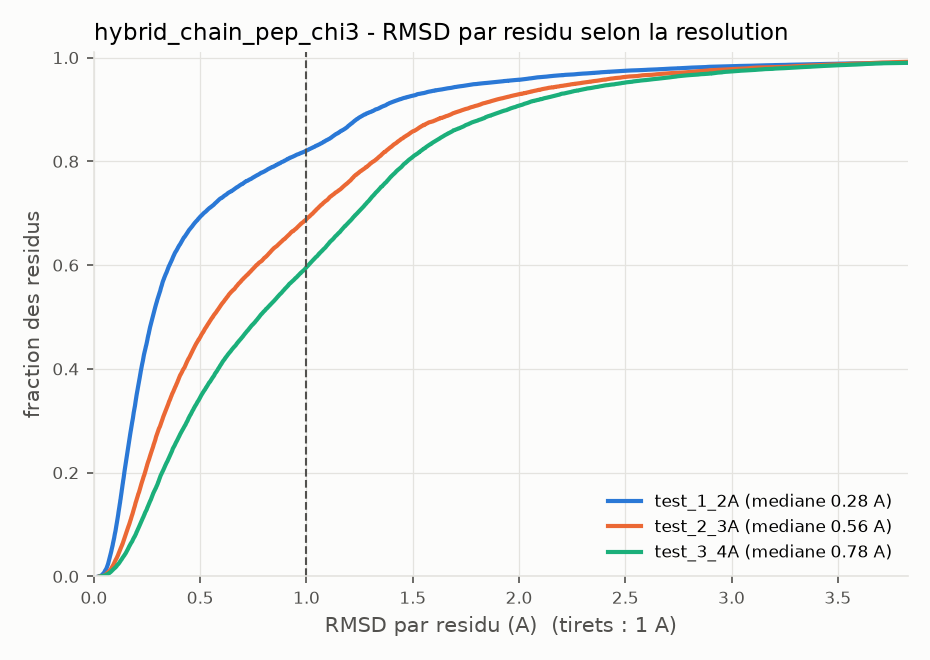 hybrid_chain_pep_chi3 - RMSD par residu selon la resolution
1.0
0.8
0.6
0.4
0.2
0.0
fraction des residus
0.0 0.5 1.0 1.5 2.0 2.5 3.0 3.5
RMSD par residu (A)  (tirets : 1 A)
test_1_2A (mediane 0.28 A)
test_2_3A (mediane 0.56 A)
test_3_4A (mediane 0.78 A)